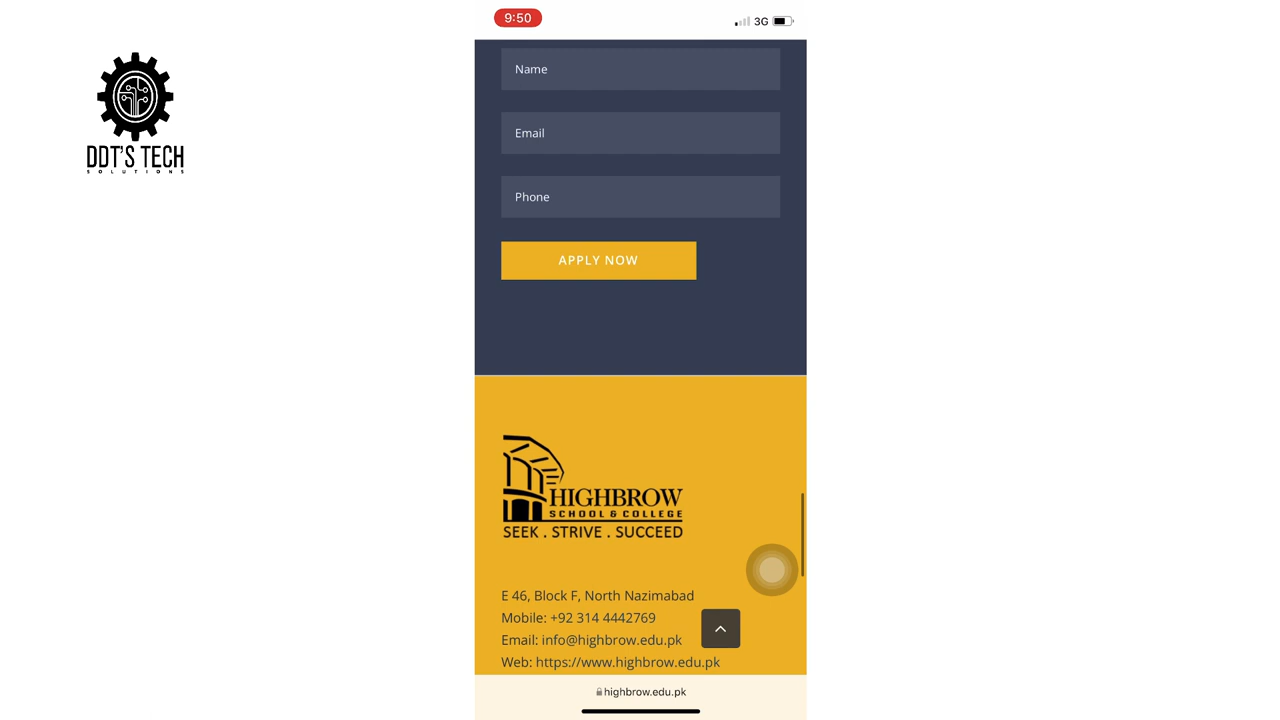 9:50
3G
DDT'S TECH
SOLUTIONS
Name
Email
Phone
APPLY NOW
HIGHBROW
SCHOOL & COLLEGE
SEEK . STRIVE . SUCCEED
E 46, Block F, North Nazimabad
Mobile: +92 314 4442769
Email: info@highbrow.edu.pk
Web: https://www.highbrow.edu.pk
highbrow.edu.pk